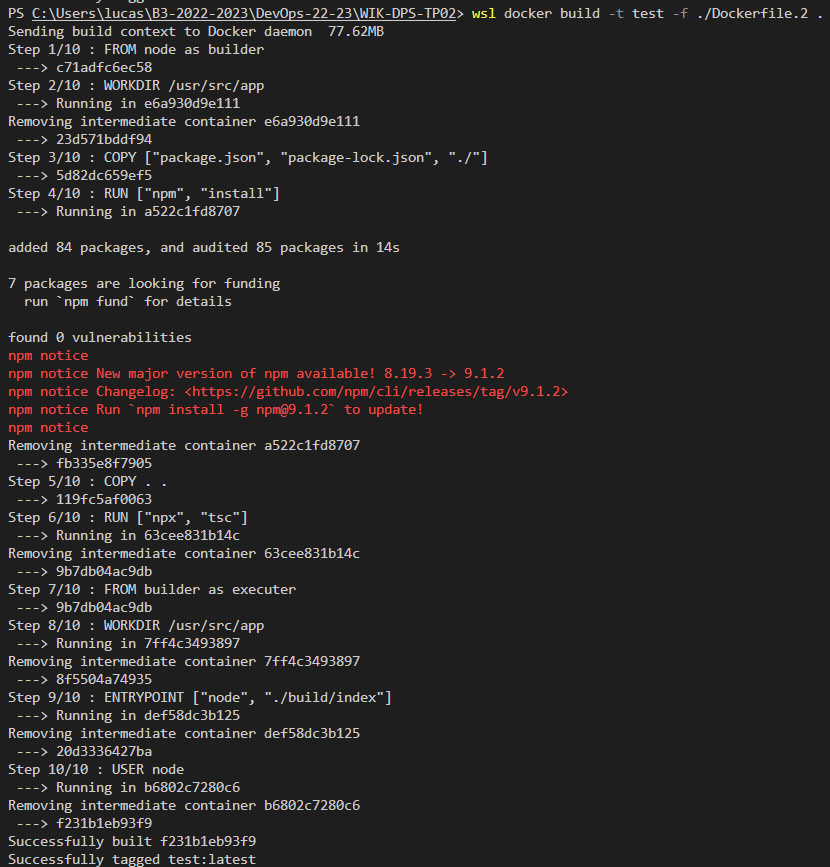 PS C:\Users\lucas\B3-2022-2023\DevOps-22-23\WIK-DPS-TP02> wsl docker build -t test -f ./Dockerfile.2 .
Sending build context to Docker daemon  77.62MB
Step 1/10 : FROM node as builder
 ---> c71adfc6ec58
Step 2/10 : WORKDIR /usr/src/app
 ---> Running in e6a930d9e111
Removing intermediate container e6a930d9e111
 ---> 23d571bddf94
Step 3/10 : COPY ["package.json", "package-lock.json", "./"]
 ---> 5d82dc659ef5
Step 4/10 : RUN ["npm", "install"]
 ---> Running in a522c1fd8707

added 84 packages, and audited 85 packages in 14s

7 packages are looking for funding
  run `npm fund` for details

found 0 vulnerabilities
npm notice
npm notice New major version of npm available! 8.19.3 -> 9.1.2
npm notice Changelog: <https://github.com/npm/cli/releases/tag/v9.1.2>
npm notice Run `npm install -g npm@9.1.2` to update!
npm notice
Removing intermediate container a522c1fd8707
 ---> fb335e8f7905
Step 5/10 : COPY . .
 ---> 119fc5af0063
Step 6/10 : RUN ["npx", "tsc"]
 ---> Running in 63cee831b14c
Removing intermediate container 63cee831b14c
 ---> 9b7db04ac9db
Step 7/10 : FROM builder as executer
 ---> 9b7db04ac9db
Step 8/10 : WORKDIR /usr/src/app
 ---> Running in 7ff4c3493897
Removing intermediate container 7ff4c3493897
 ---> 8f5504a74935
Step 9/10 : ENTRYPOINT ["node", "./build/index"]
 ---> Running in def58dc3b125
Removing intermediate container def58dc3b125
 ---> 20d3336427ba
Step 10/10 : USER node
 ---> Running in b6802c7280c6
Removing intermediate container b6802c7280c6
 ---> f231b1eb93f9
Successfully built f231b1eb93f9
Successfully tagged test:latest